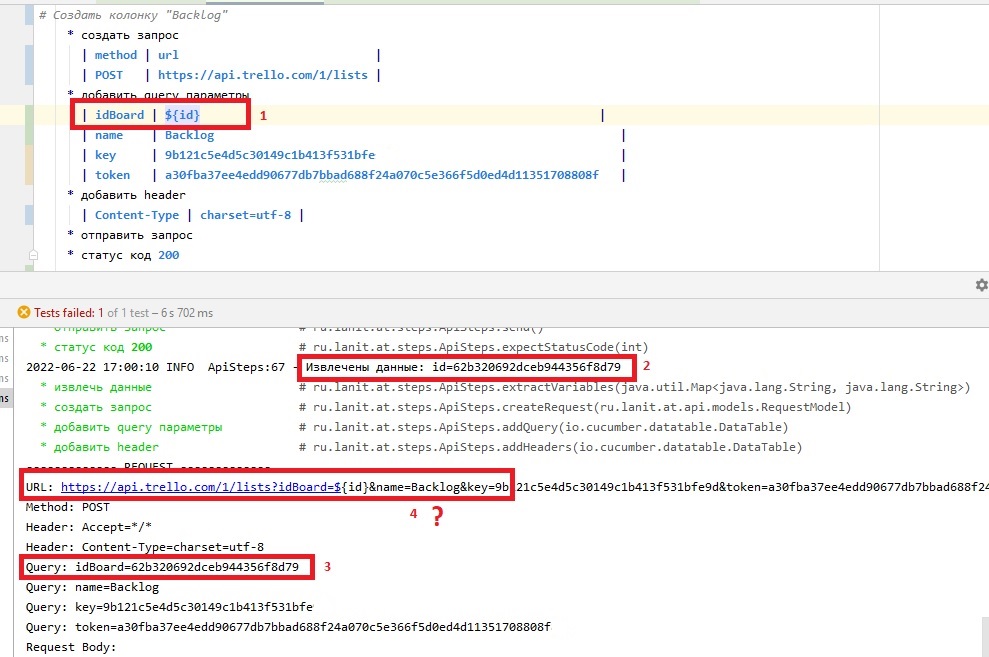 # Создать колонку "Backlog"
* создать запрос
| method | url |
| POST | https://api.trello.com/1/lists |
* добавить query параметры
| idBoard | ${id} | 1
| name | Backlog |
| key | 9b121c5e4d5c30149c1b413f531bfe |
| token | a30fba37ee4edd90677db7bbad688f24a070c5e366f5d0ed4d11351708808f |
* добавить header
| Content-Type | charset=utf-8 |
* отправить запрос
* статус код 200
Tests failed: 1 of 1 test – 6 s 702 ms
ms * отправить запрос # ru.lanit.at.steps.ApiSteps.send()
ms * статус код 200 # ru.lanit.at.steps.ApiSteps.expectStatusCode(int)
2022-06-22 17:00:10 INFO ApiSteps:67 - Извлечены данные: id=62b320692dceb944356f8d79 2
ms * извлечь данные # ru.lanit.at.steps.ApiSteps.extractVariables(java.util.Map<java.lang.String, java.lang.String>)
ms * создать запрос # ru.lanit.at.steps.ApiSteps.createRequest(ru.lanit.at.api.models.RequestModel)
* добавить query параметры # ru.lanit.at.steps.ApiSteps.addQuery(io.cucumber.datatable.DataTable)
* добавить header # ru.lanit.at.steps.ApiSteps.addHeaders(io.cucumber.datatable.DataTable)
------------- REQUEST -------------
URL: https://api.trello.com/1/lists?idBoard=${id}&name=Backlog&key=9b121c5e4d5c30149c1b413f531bfe9d&token=a30fba37ee4edd90677db7bbad688f24
Method: POST 4 ?
Header: Accept=*/*
Header: Content-Type=charset=utf-8
Query: idBoard=62b320692dceb944356f8d79 3
Query: name=Backlog
Query: key=9b121c5e4d5c30149c1b413f531bfe
Query: token=a30fba37ee4edd90677db7bbad688f24a070c5e366f5d0ed4d11351708808f
Request Body: